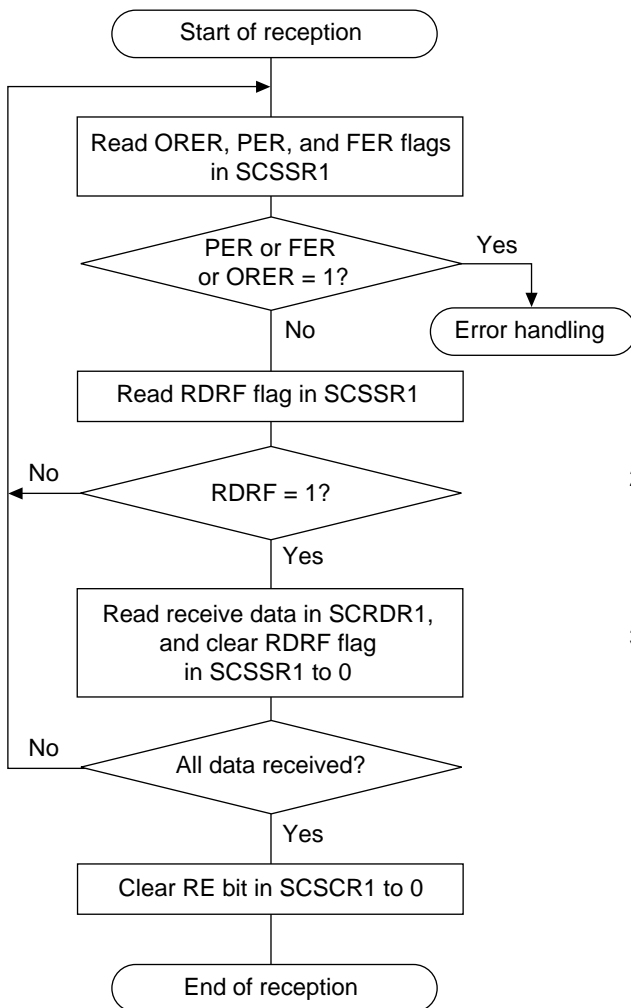 Start of reception
Read ORER, PER, and FER flags
in SCSSR1
PER or FER
or ORER = 1?
Yes
Error handling
No
Read RDRF flag in SCSSR1
No
RDRF = 1?
Yes
Read receive data in SCRDR1,
and clear RDRF flag
in SCSSR1 to 0
No
All data received?
Yes
Clear RE bit in SCSCR1 to 0
End of reception